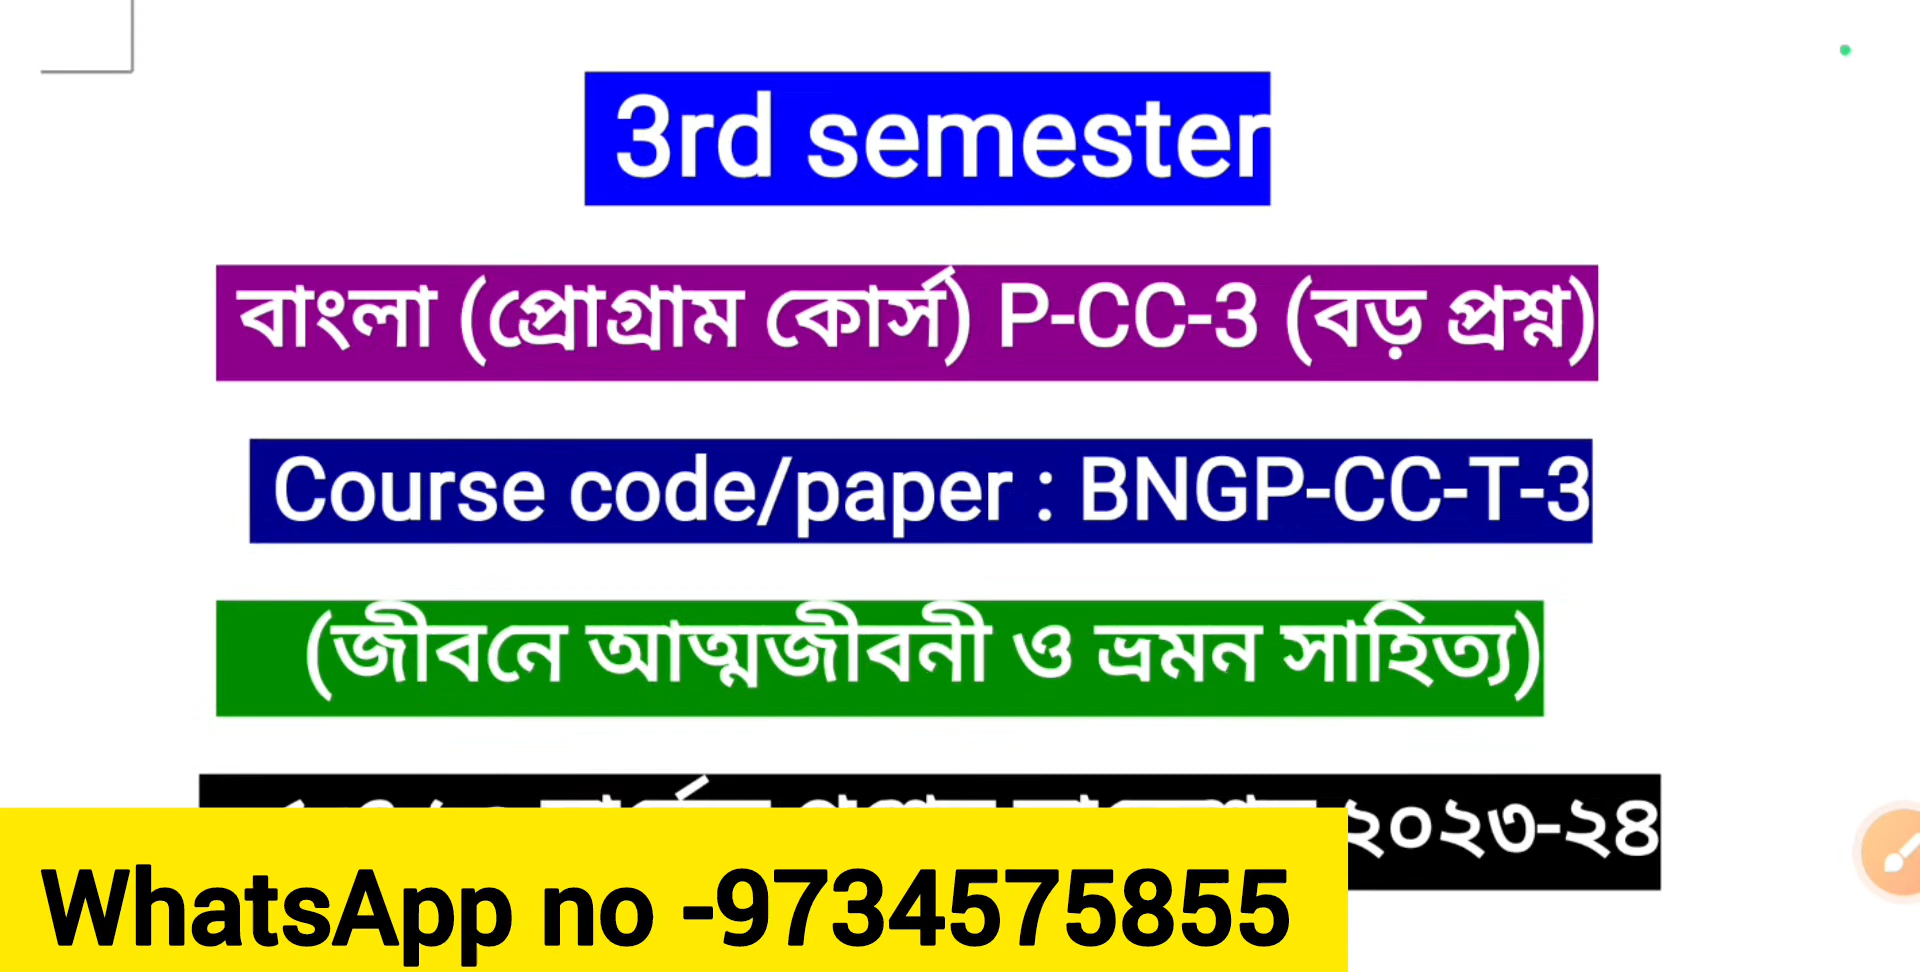 3rd semester
বাংলা (প্রোগ্রাম কোর্স) P-CC-3 (বড় প্রশ্ন)
Course code/paper : BNGP-CC-T-3
(জীবনে আত্মজীবনী ও ভ্রমন সাহিত্য)
২০২৩-২৪
WhatsApp no -9734575855